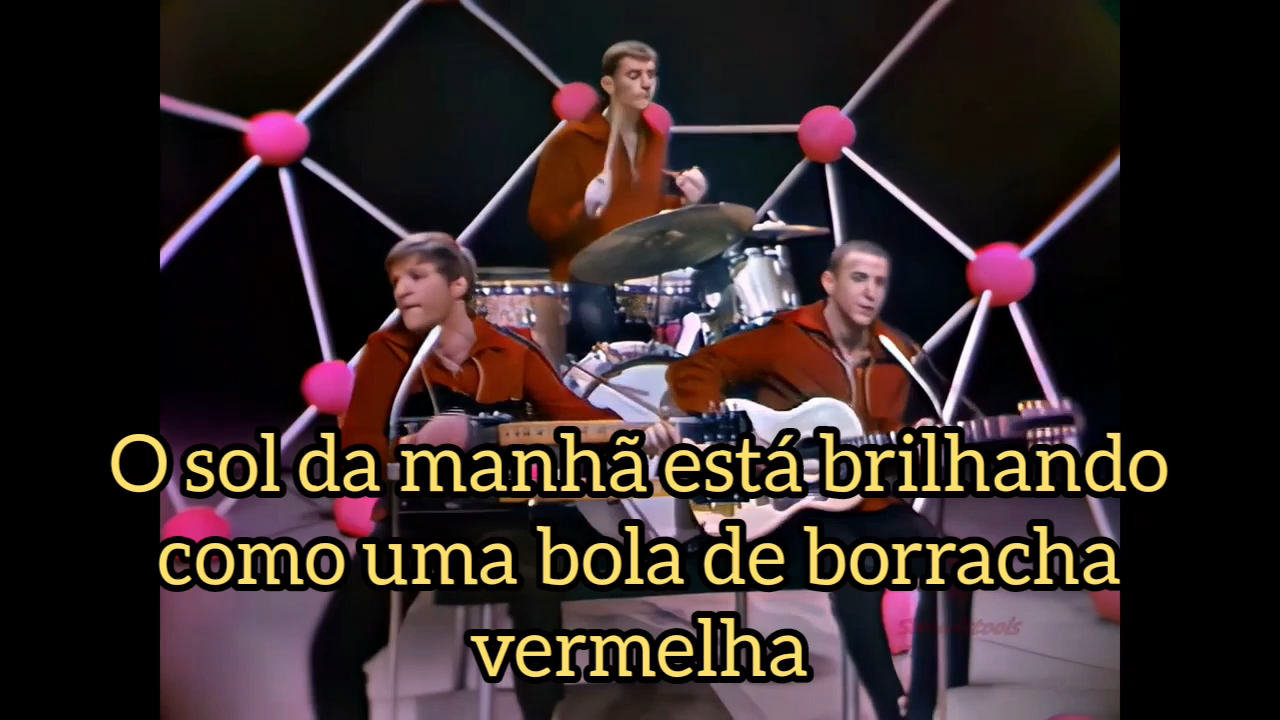 O sol da manhã está brilhando
como uma bola de borracha
vermelha